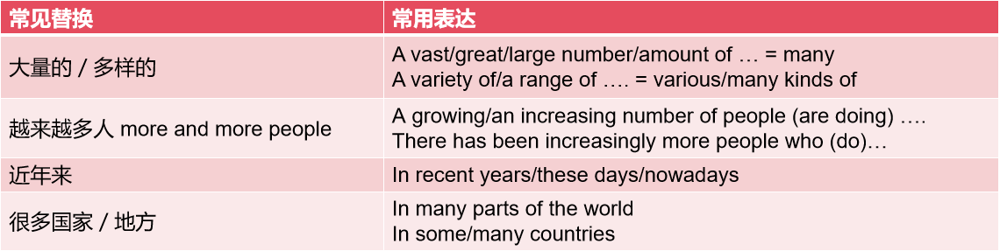 常见替换
常用表达
大量的 / 多样的
A vast/great/large number/amount of … = many
A variety of/a range of …. = various/many kinds of
越来越多人 more and more people
A growing/an increasing number of people (are doing) ….
There has been increasingly more people who (do)…
近年来
In recent years/these days/nowadays
很多国家 / 地方
In many parts of the world
In some/many countries